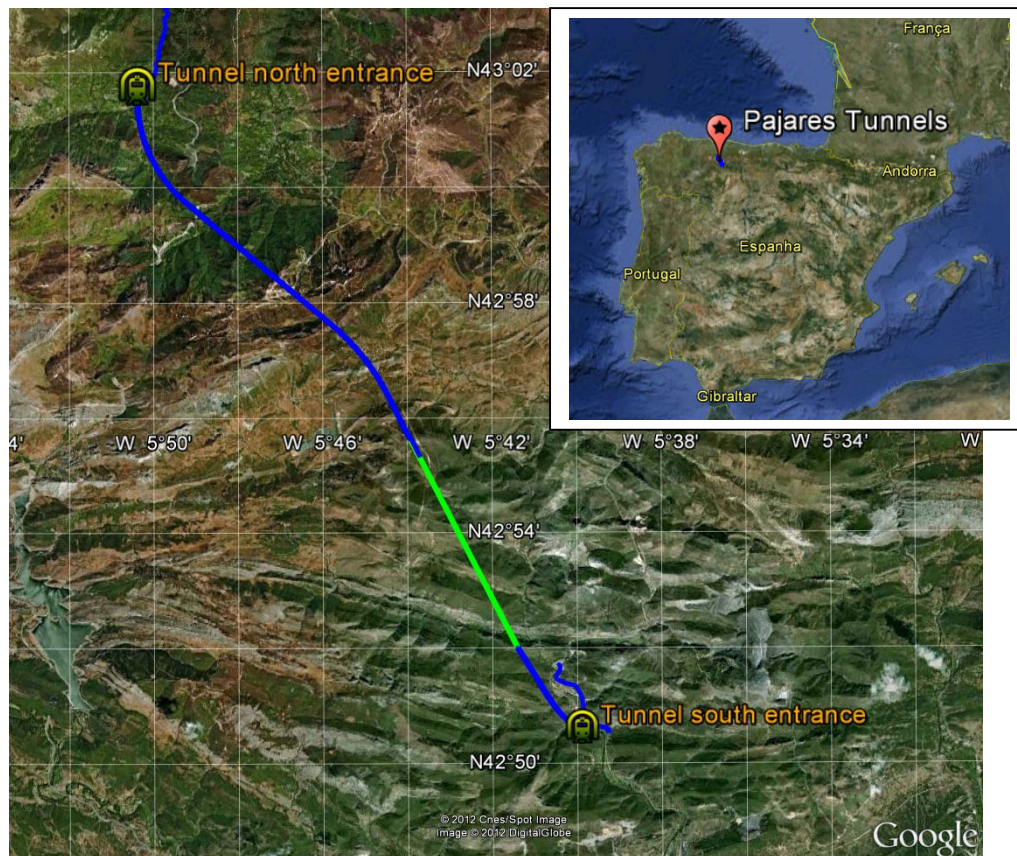 Tunnel north entrance
N43°02'
França
Pajares Tunnels
Andorra
Espanha
Portugal
Gibraltar
N42°58'
4'
W 5°50'
W 5°46'
W 5°42'
W 5°38'
W 5°34'
W
N42°54'
Tunnel south entrance
N42°50'
© 2012 Cnes/Spot Image
Image © 2012 DigitalGlobe
Google